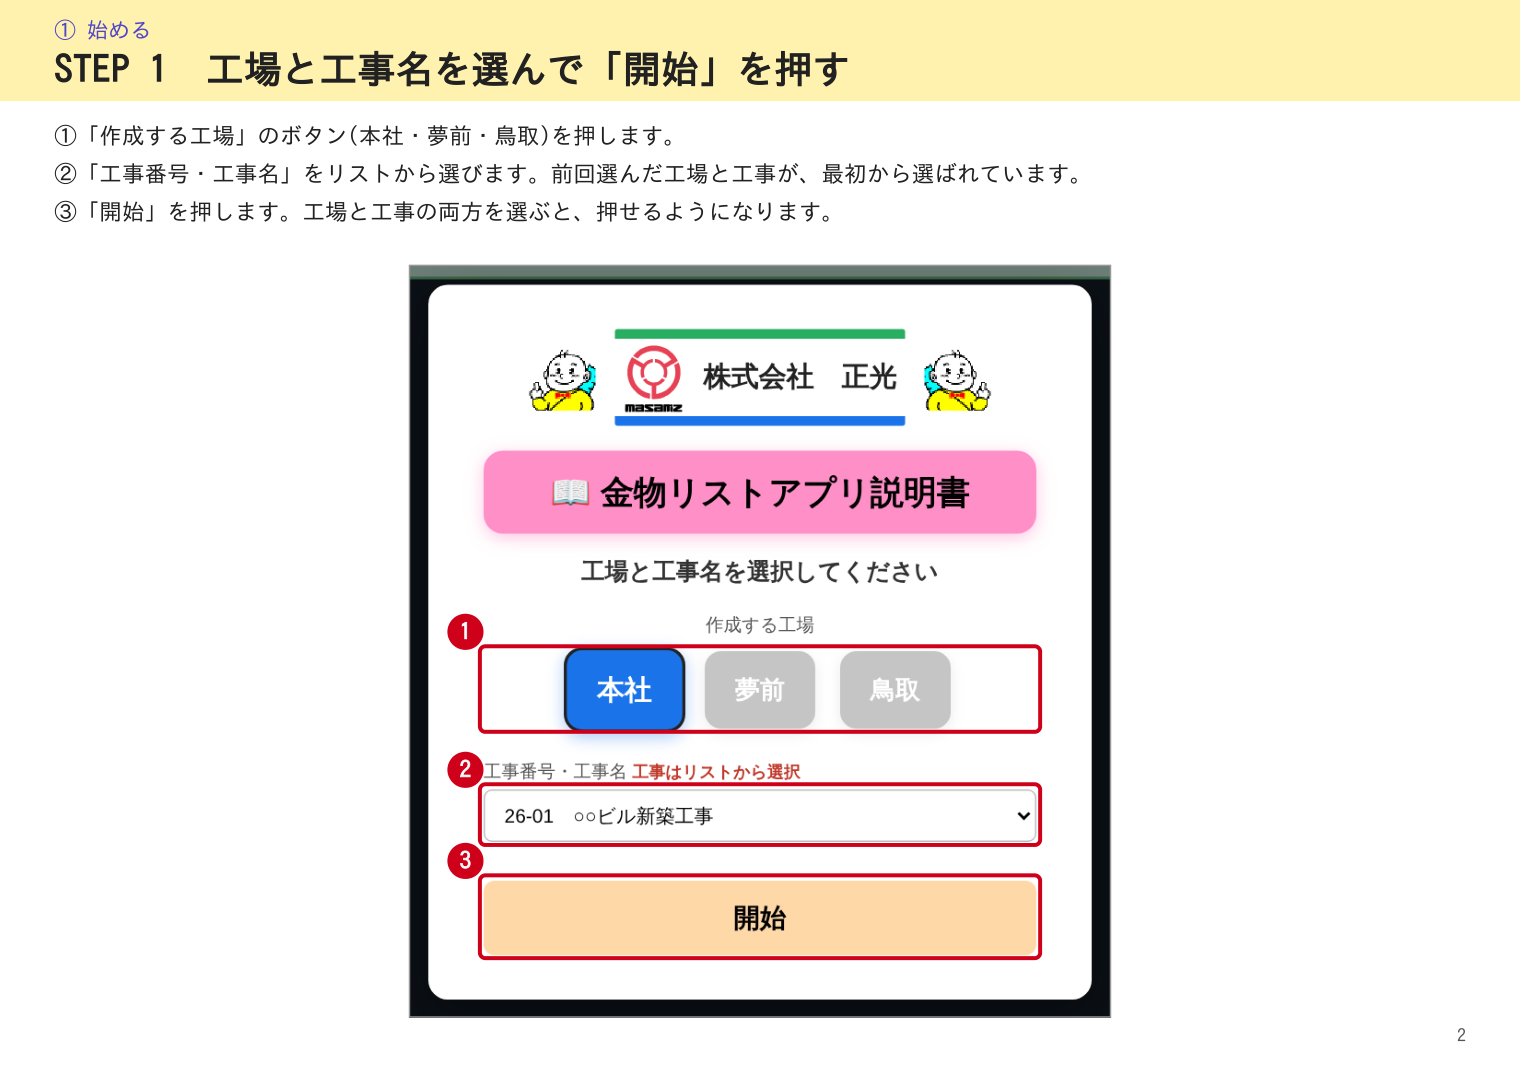 ① 始める
STEP 1　工場と工事名を選んで「開始」を押す
①「作成する工場」のボタン(本社・夢前・鳥取)を押します。
②「工事番号・工事名」をリストから選びます。前回選んだ工場と工事が、最初から選ばれています。
③「開始」を押します。工場と工事の両方を選ぶと、押せるようになります。
masaniz
株式会社　正光
📖 金物リストアプリ説明書
工場と工事名を選択してください
作成する工場
1
本社 夢前 鳥取
2 工事番号・工事名 工事はリストから選択
26-01　○○ビル新築工事
3
開始
2